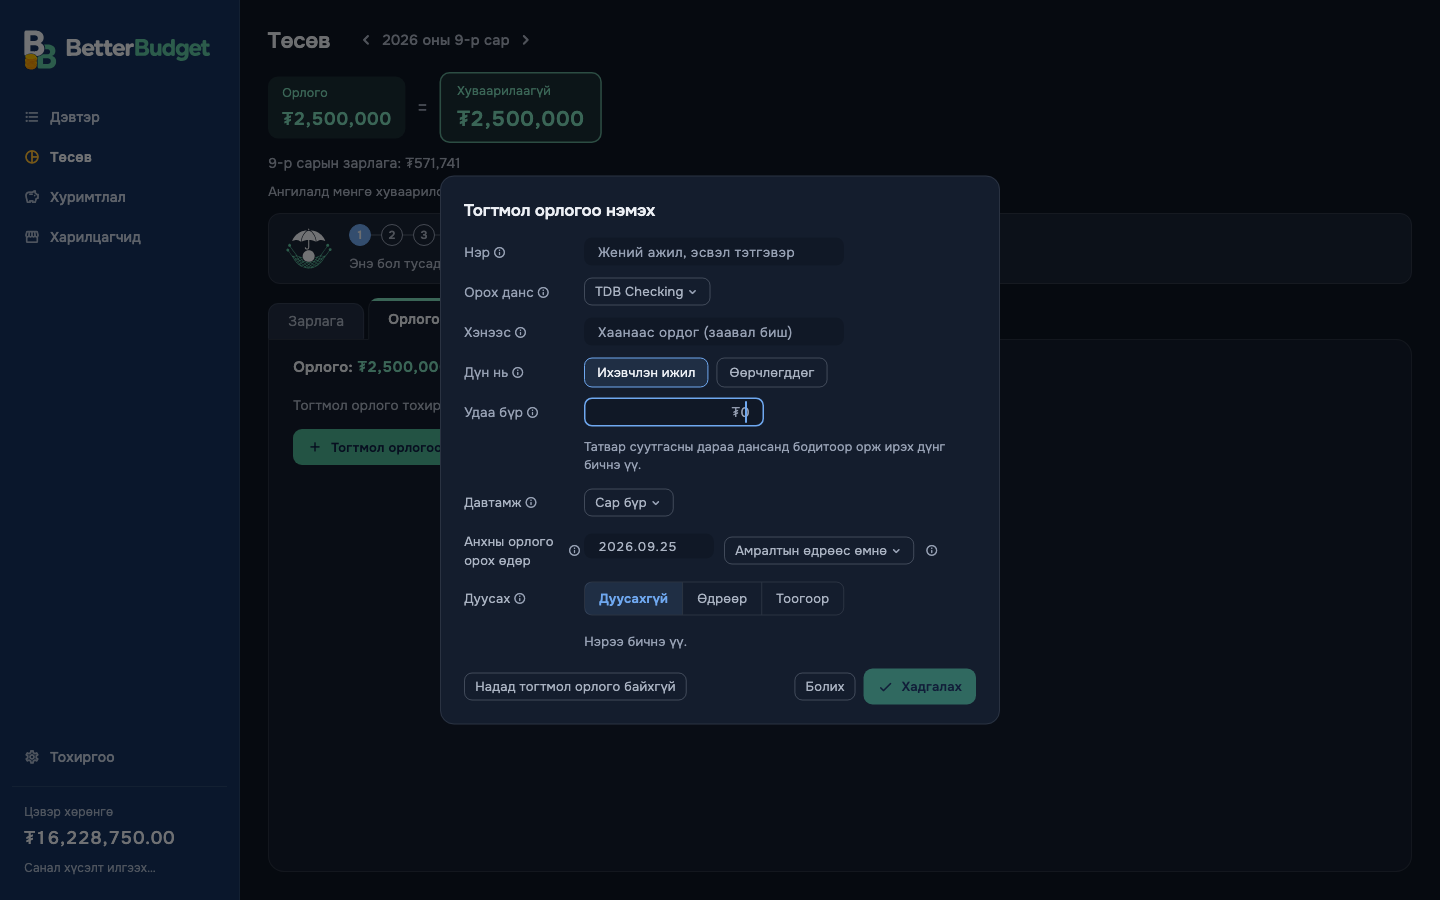 BetterBudget
Дэвтэр
Төсөв
Хуримтлал
Харилцагчид
Тохиргоо
Цэвэр хөрөнгө
₮16,228,750.00
Санал хүсэлт илгээх...
Төсөв
2026 оны 9-р сар
Орлого
₮2,500,000
=
Хуваарилаагүй
₮2,500,000
9-р сарын зарлага: ₮571,741
Ангилалд мөнгө
1 2 3
Энэ бол
Зарлага
Орлого
Орлого: ₮2,500,00
Тогтмол орлого
+ Тогтмол
Тогтмол орлогоо нэмэх
Нэр
Жений ажил, эсвэл тэтгэвэр
Орох данс
TDB Checking
Хэнээс
Хаанаас ордог (заавал биш)
Дүн нь
Ихэвчлэн ижил
Өөрчлөгддөг
Удаа бүр
₮0
Татвар суутгасны дараа дансанд бодитоор орж ирэх дүнг
бичнэ үү.
Давтамж
Сар бүр
Анхны орлого
орох өдөр
2026.09.25
Амралтын өдрөөс өмнө
Дуусах
Дуусахгүй
Өдрөөр
Тоогоор
Нэрээ бичнэ үү.
Надад тогтмол орлого байхгүй
Болих
Хадгалах